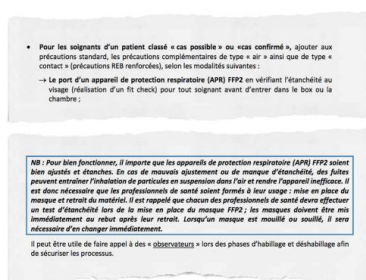 • Pour les soignants d'un patient classé « cas possible » ou «cas confirmé », ajouter aux
précautions standard, les précautions complémentaires de type « air » ainsi que de type «
contact » (précautions REB renforcées), selon les modalités suivantes :
→ Le port d'un appareil de protection respiratoire (APR) FFP2 en vérifiant l'étanchéité au
visage (réalisation d'un fit check) pour tout soignant avant d'entrer dans le box ou la
chambre ;
NB : Pour bien fonctionner, il importe que les appareils de protection respiratoire (APR) FFP2 soient
bien ajustés et étanches. En cas de mauvais ajustement ou de manque d'étanchéité, des fuites
peuvent entraîner l'inhalation de particules en suspension dans l'air et rendre l'appareil inefficace. Il
est donc nécessaire que les professionnels de santé soient formés à leur usage : mise en place du
masque et retrait du matériel. Il est rappelé que chacun des professionnels de santé devra effectuer
un test d'étanchéité lors de la mise en place du masque FFP2 ; les masques doivent être mis
immédiatement au rebut après leur retrait. Lorsqu'un masque est mouillé ou souillé, il sera
nécessaire d'en changer immédiatement.
Il peut être utile de faire appel à des « observateurs » lors des phases d'habillage et déshabillage afin
de sécuriser les processus.